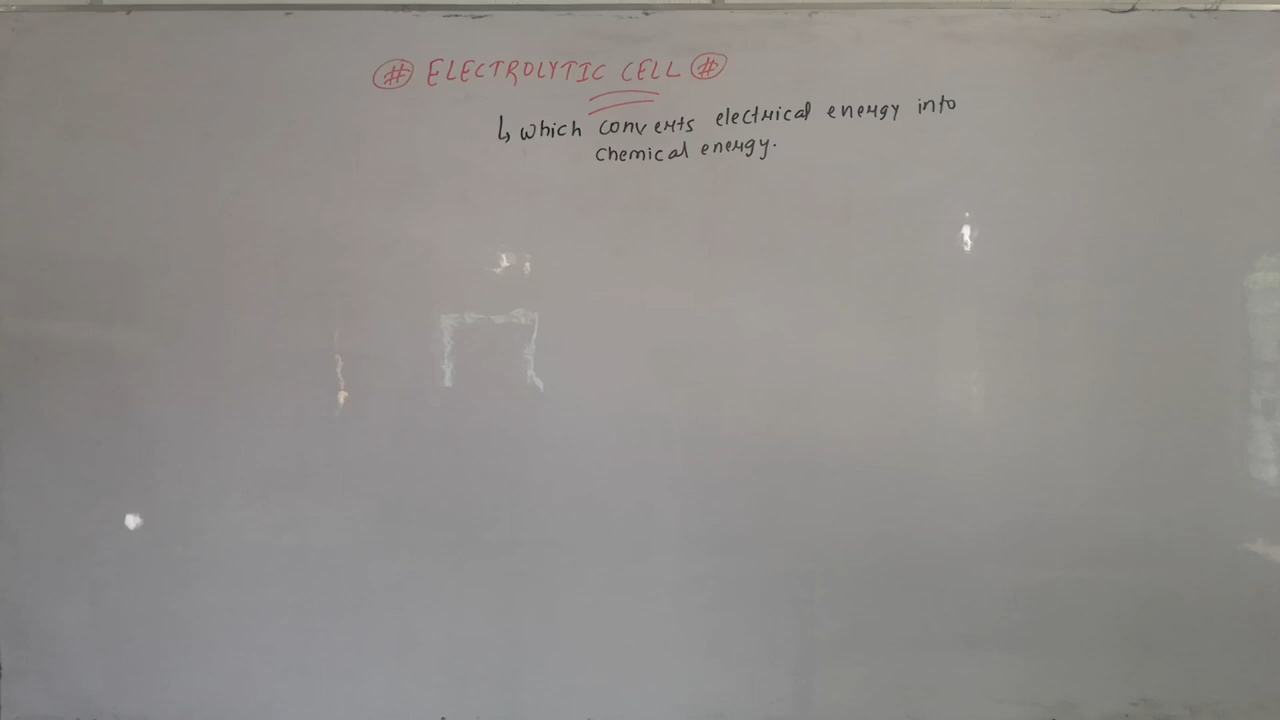 # ELECTROLYTIC CELL #
↳ which converts electrical energy into
chemical energy.